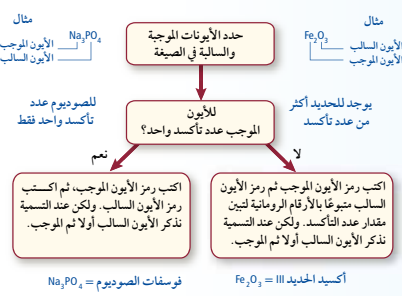 مثال
Fe2O3
الأيون السالب
الأيون الموجب
حدد الأيونات الموجبة
والسالبة في الصيغة
مثال
Na3PO4
الأيون الموجب
الأيون السالب
يوجد للحديد أكثر
من عدد تأكسد
للأيون
الموجب عدد تأكسد واحد؟
للصوديوم عدد
تأكسد واحد فقط
لا
نعم
اكتب رمز الأيون الموجب ثم رمز الأيون
السالب متبوعًا بالأرقام الرومانية لتبين
مقدار عدد التأكسد. ولكن عند التسمية
نذكر الأيون السالب أولا ثم الموجب.
اكتب رمز الأيون الموجب، ثم اكتب
رمز الأيون السالب. ولكن عند التسمية
نذكر الأيون السالب أولا ثم الموجب.
أكسيد الحديد III = Fe2O3
فوسفات الصوديوم = Na3PO4